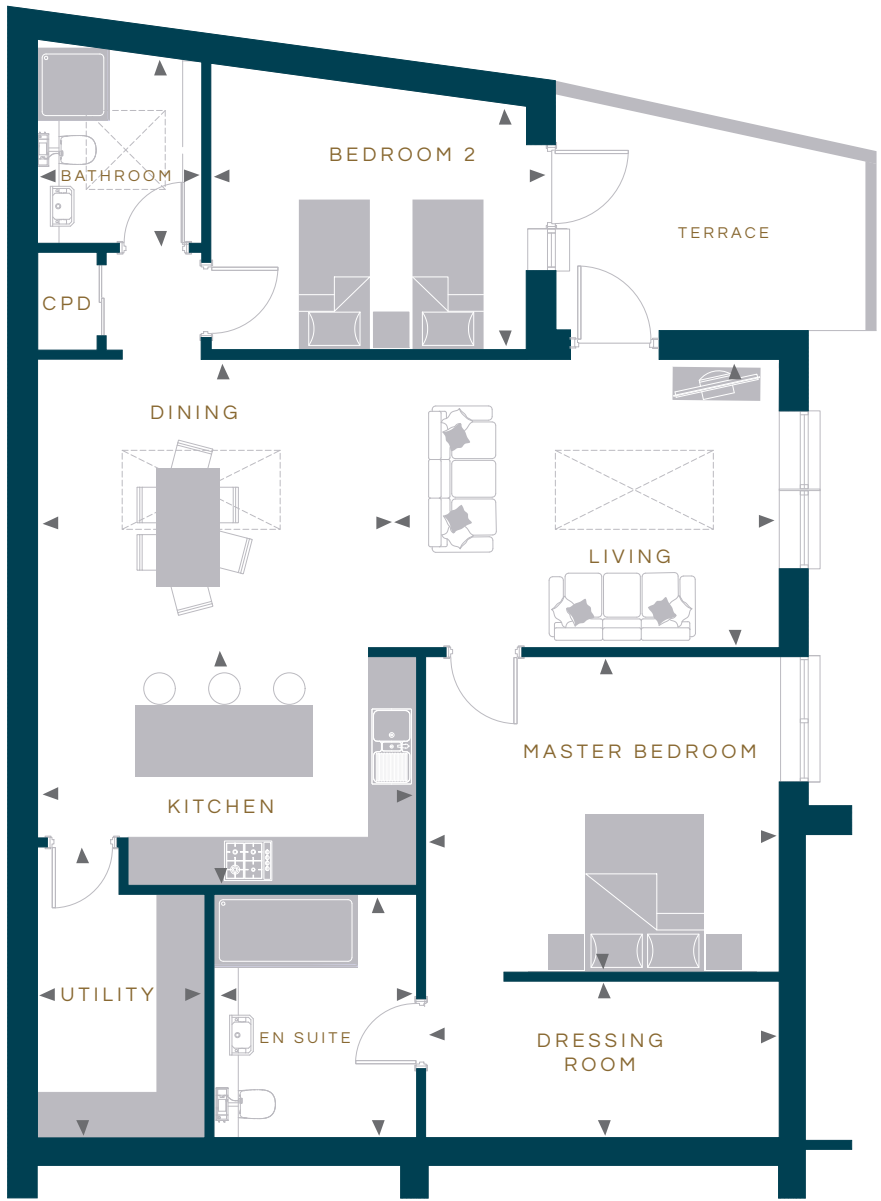 BEDROOM 2
BATHROOM
TERRACE
CPD
DINING
LIVING
MASTER BEDROOM
KITCHEN
UTILITY
EN SUITE
DRESSING
ROOM